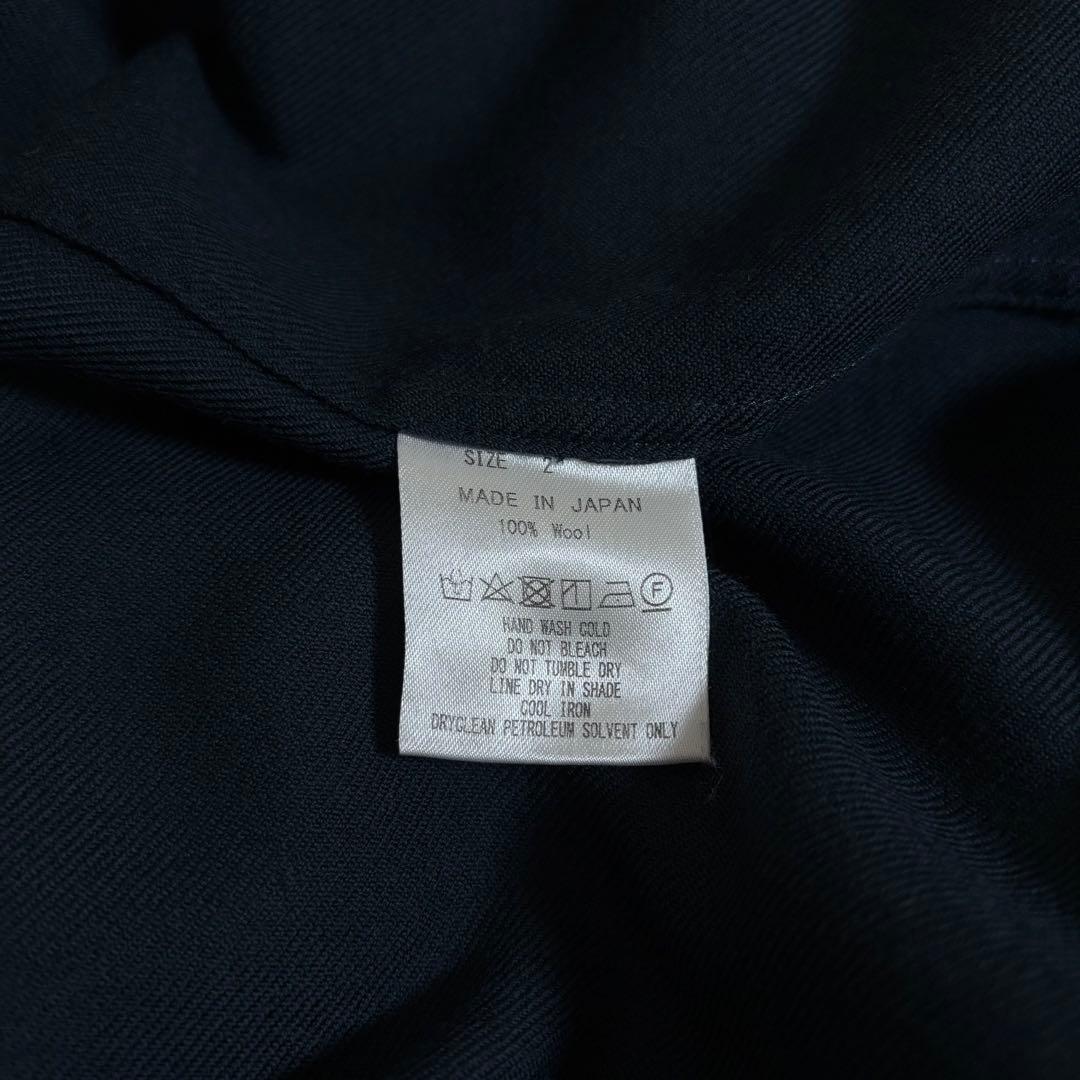 SIZE 2
MADE IN JAPAN
100% Wool
F
HAND WASH COLD
DO NOT BLEACH
DO NOT TUMBLE DRY
LINE DRY IN SHADE
COOL IRON
DRYCLEAN PETROLEUM SOLVENT ONLY